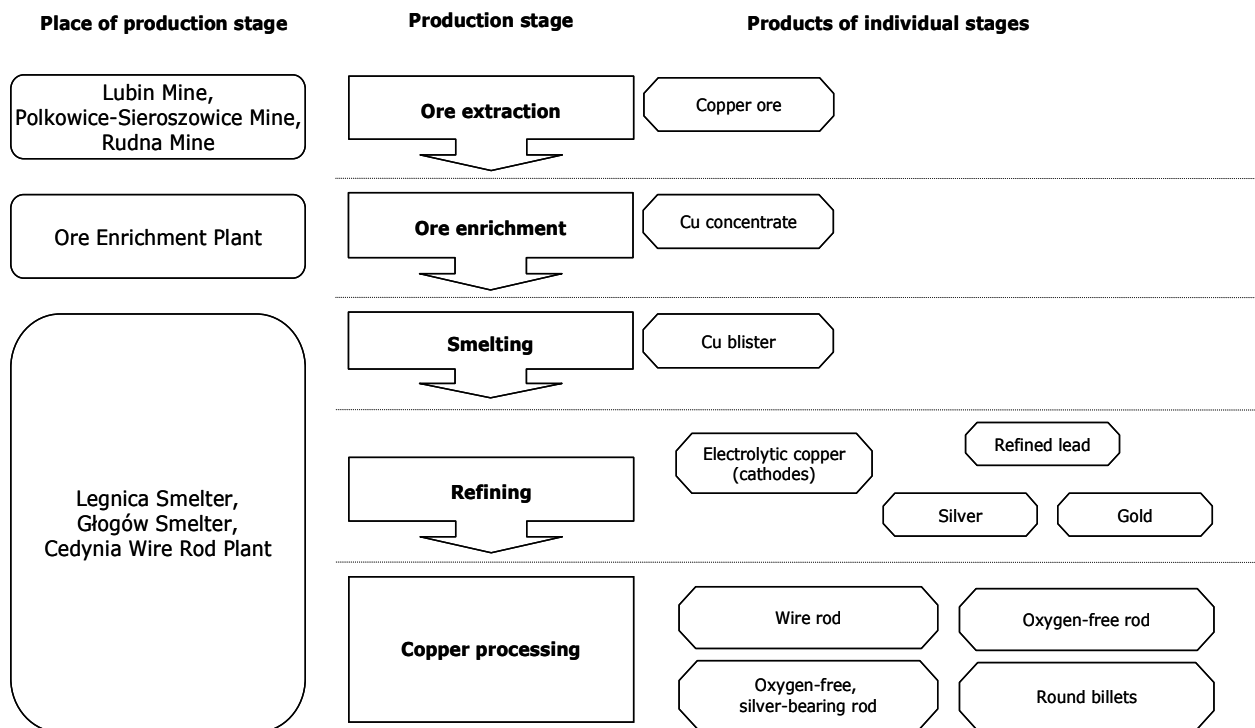 Place of production stage
Production stage
Products of individual stages
Lubin Mine,
Polkowice-Sieroszowice Mine,
Rudna Mine
Ore extraction
Copper ore
Ore Enrichment Plant
Ore enrichment
Cu concentrate
Legnica Smelter,
Głogów Smelter,
Cedynia Wire Rod Plant
Smelting
Cu blister
Refining
Electrolytic copper
(cathodes)
Refined lead
Silver
Gold
Copper processing
Wire rod
Oxygen-free rod
Oxygen-free,
silver-bearing rod
Round billets